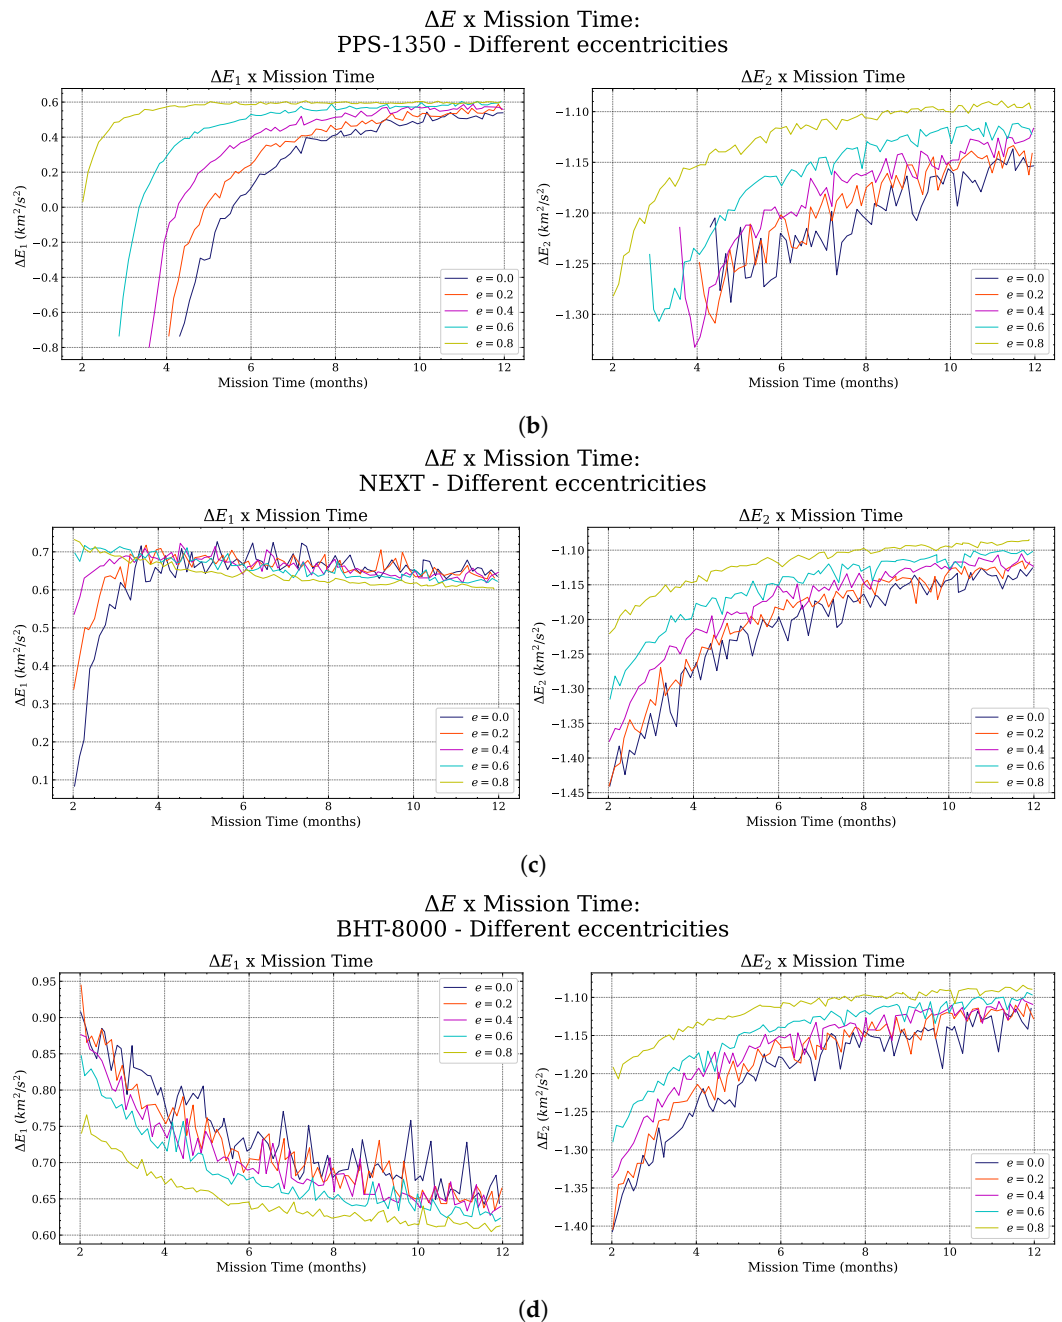 ΔE x Mission Time:
PPS-1350 - Different eccentricities
ΔE₁ x Mission Time
ΔE₁ (km²/s²)
0.6
0.4
0.2
0.0
−0.2
−0.4
−0.6
−0.8
e = 0.0
e = 0.2
e = 0.4
e = 0.6
e = 0.8
2 4 6 8 10 12
Mission Time (months)
ΔE₂ x Mission Time
ΔE₂ (km²/s²)
−1.10
−1.15
−1.20
−1.25
−1.30
e = 0.0
e = 0.2
e = 0.4
e = 0.6
e = 0.8
2 4 6 8 10 12
Mission Time (months)
(b)
ΔE x Mission Time:
NEXT - Different eccentricities
ΔE₁ x Mission Time
ΔE₁ (km²/s²)
0.7
0.6
0.5
0.4
0.3
0.2
0.1
e = 0.0
e = 0.2
e = 0.4
e = 0.6
e = 0.8
2 4 6 8 10 12
Mission Time (months)
ΔE₂ x Mission Time
ΔE₂ (km²/s²)
−1.10
−1.15
−1.20
−1.25
−1.30
−1.35
−1.40
−1.45
e = 0.0
e = 0.2
e = 0.4
e = 0.6
e = 0.8
2 4 6 8 10 12
Mission Time (months)
(c)
ΔE x Mission Time:
BHT-8000 - Different eccentricities
ΔE₁ x Mission Time
ΔE₁ (km²/s²)
0.95
0.90
0.85
0.80
0.75
0.70
0.65
0.60
e = 0.0
e = 0.2
e = 0.4
e = 0.6
e = 0.8
2 4 6 8 10 12
Mission Time (months)
ΔE₂ x Mission Time
ΔE₂ (km²/s²)
−1.10
−1.15
−1.20
−1.25
−1.30
−1.35
−1.40
e = 0.0
e = 0.2
e = 0.4
e = 0.6
e = 0.8
2 4 6 8 10 12
Mission Time (months)
(d)